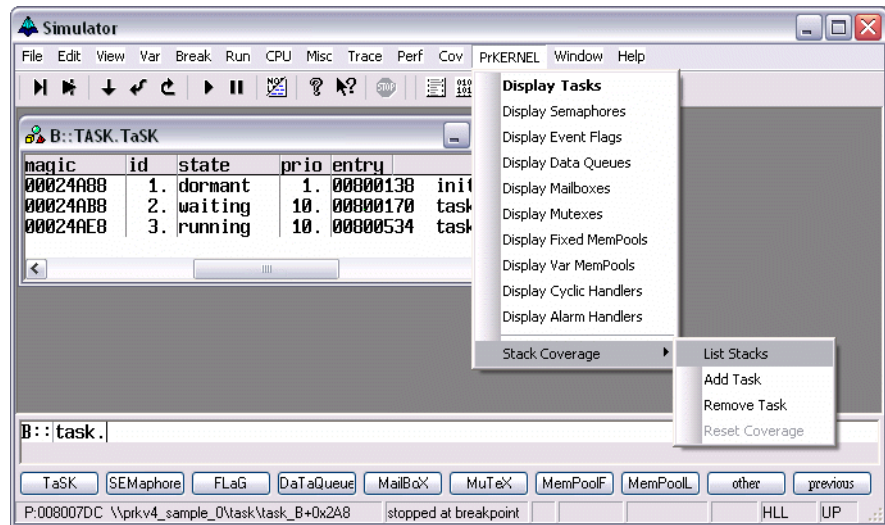 Simulator
File Edit View Var Break Run CPU Misc Trace Perf Cov PrKERNEL Window Help
STOP
Display Tasks
Display Semaphores
Display Event Flags
Display Data Queues
Display Mailboxes
Display Mutexes
Display Fixed MemPools
Display Var MemPools
Display Cyclic Handlers
Display Alarm Handlers
Stack Coverage
List Stacks
Add Task
Remove Task
Reset Coverage
B::TASK.TaSK
magic id state prio entry
00024A88 1. dormant 1. 00800138 init
00024AB8 2. waiting 10. 00800170 task
00024AE8 3. running 10. 00800534 task
B::task.
TaSK SEMaphore FLaG DaTaQueue MailBoX MuTeX MemPoolF MemPoolL other previous
P:008007DC \\prkv4_sample_0\task\task_B+0x2A8 stopped at breakpoint HLL UP